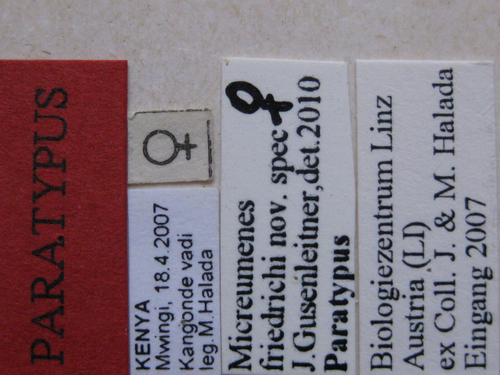 PARATYPUS
♀
KENYA
Mwingi, 18.4.2007
Kangonde vadi
leg.M.Halada
Micreumenes ♀
friedrichi nov. spec
J.Gusenleitner,det.2010
Paratypus
Biologiezentrum Linz
Austria (LI)
ex Coll. J. & M. Halada
Eingang 2007